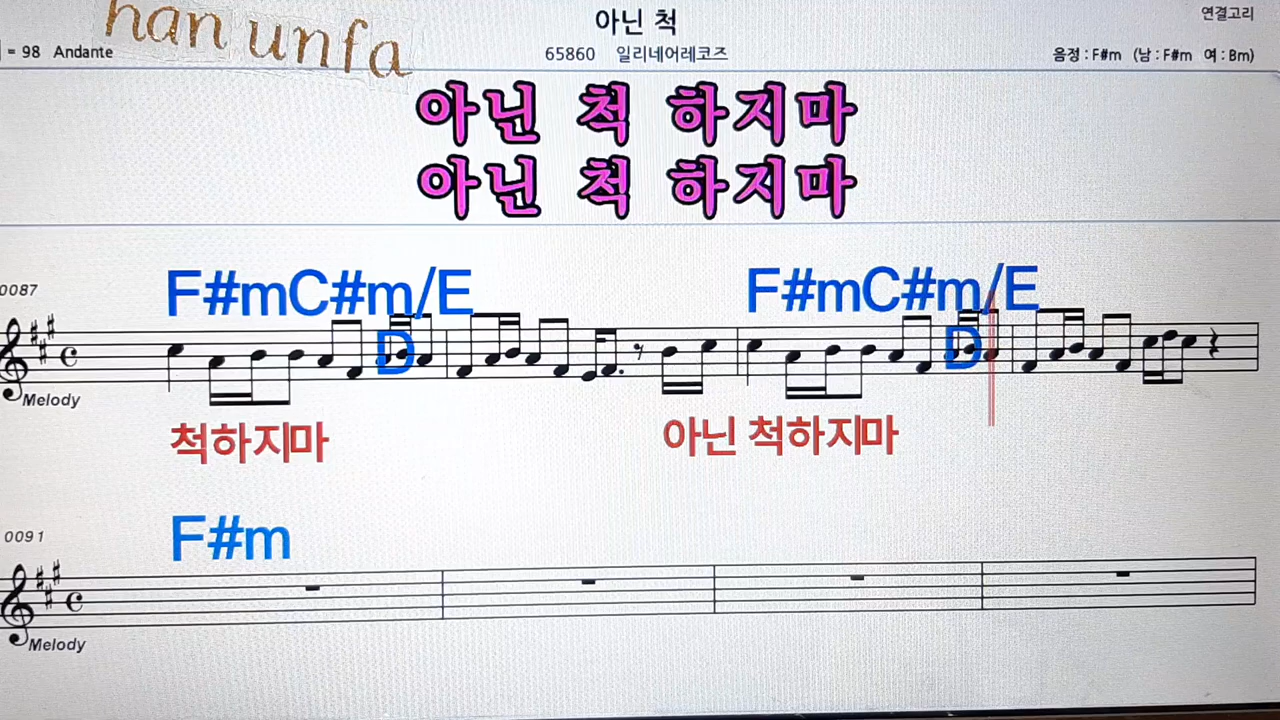 han unfa
아닌 척
연결고리
= 98 Andante
65860 일리네어레코즈
음정 : F#m (남 : F#m 여 : Bm)
아닌 척 하지마
아닌 척 하지마
0087
F#mC#m/E F#mC#m/E
D D
Melody
척하지마 아닌 척하지마
0091
F#m
Melody